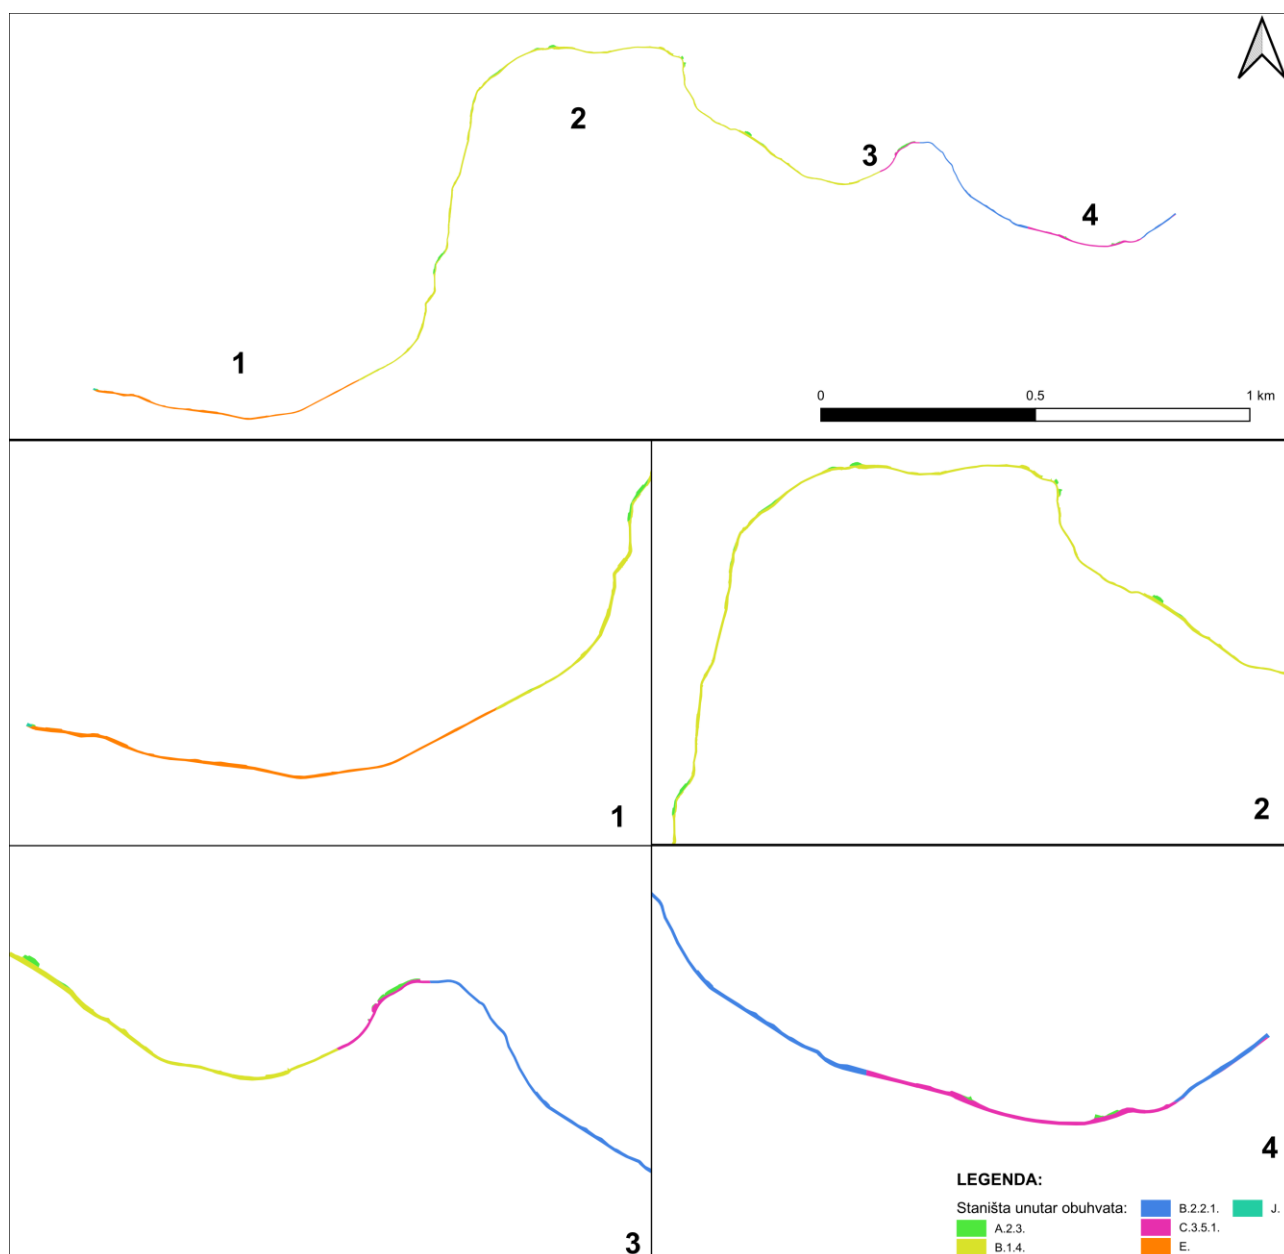 2
3
4
1
0 0.5 1 km
1
2
3
4
LEGENDA:
Staništa unutar obuhvata:
A.2.3.
B.1.4.
B.2.2.1.
C.3.5.1.
E.
J.